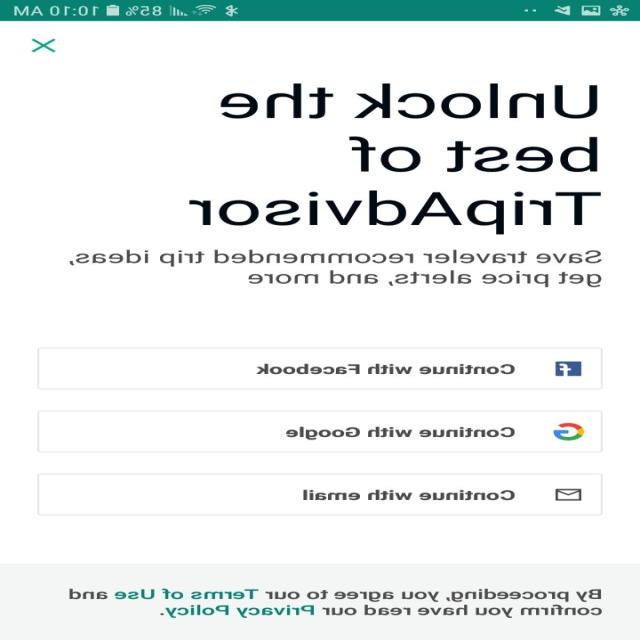 85% 10:10 AM
Unlock the
best of
TripAdvisor
Save traveler recommended trip ideas,
get price alerts, and more
Continue with Facebook
Continue with Google
Continue with email
By proceeding, you agree to our Terms of Use and
confirm you have read our Privacy Policy.